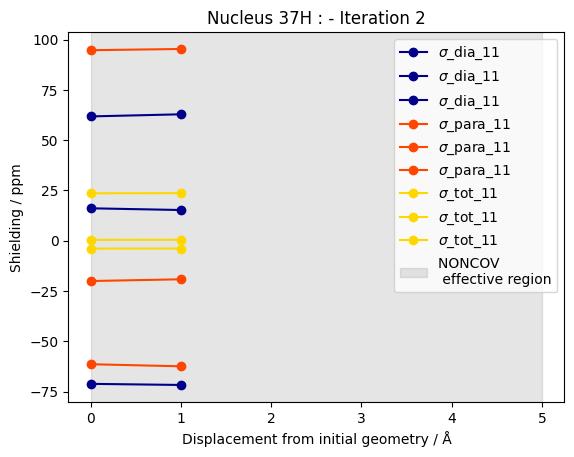 Nucleus 37H : - Iteration 2
Shielding / ppm
100
75
50
25
0
−25
−50
−75
0 1 2 3 4 5
Displacement from initial geometry / Å
σ_dia_11
σ_dia_11
σ_dia_11
σ_para_11
σ_para_11
σ_para_11
σ_tot_11
σ_tot_11
σ_tot_11
NONCOV
effective region